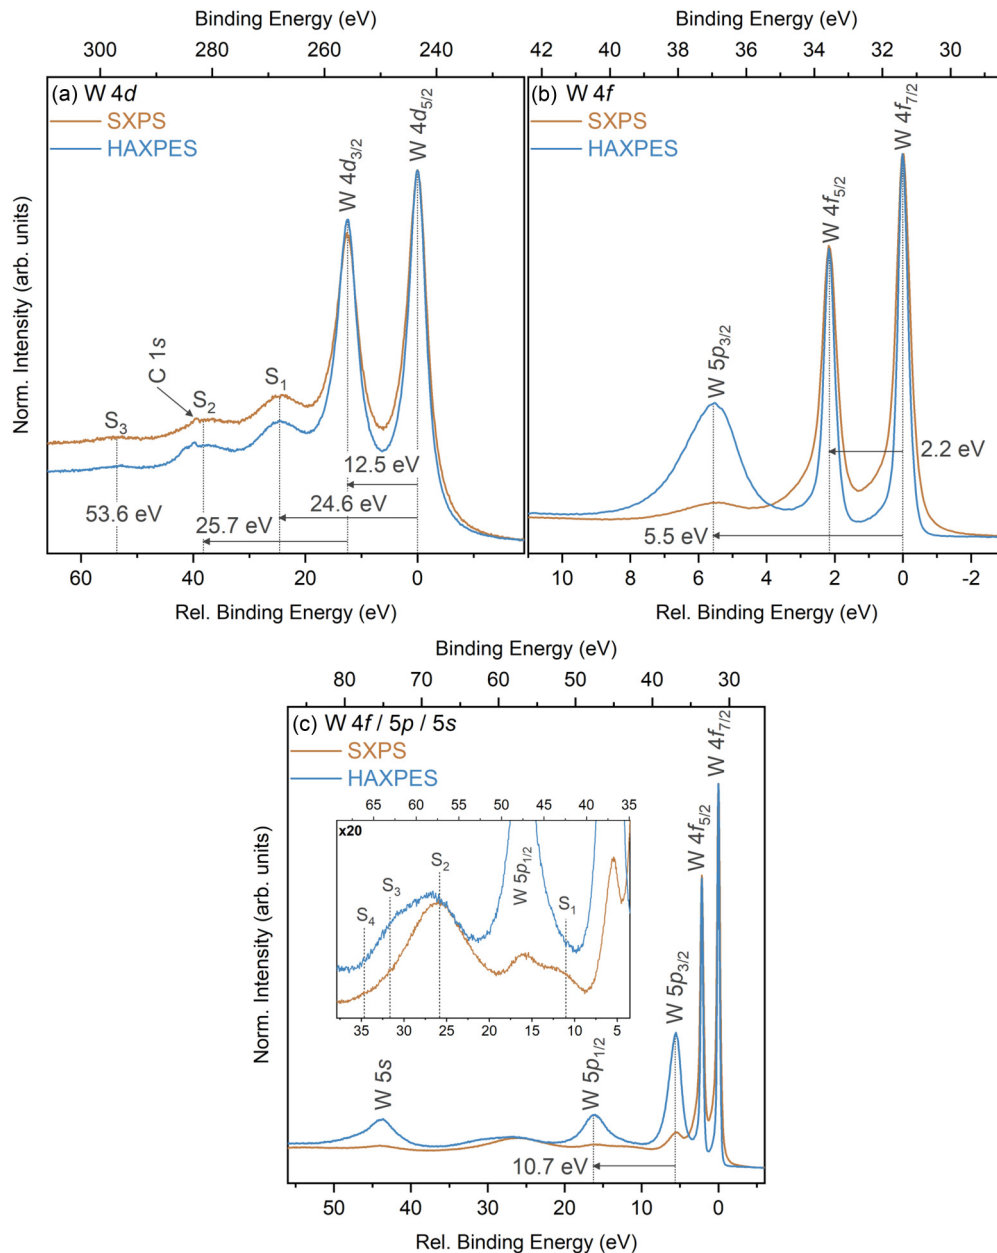 Binding Energy (eV)
300 280 260 240
(a) W 4d
SXPS
HAXPES
W 4d3/2
W 4d5/2
C 1s
S3
S2
S1
12.5 eV
53.6 eV
24.6 eV
25.7 eV
Norm. Intensity (arb. units)
60 40 20 0
Rel. Binding Energy (eV)
Binding Energy (eV)
42 40 38 36 34 32 30
(b) W 4f
SXPS
HAXPES
W 5p3/2
W 4f5/2
W 4f7/2
2.2 eV
5.5 eV
10 8 6 4 2 0 -2
Rel. Binding Energy (eV)
Binding Energy (eV)
80 70 60 50 40 30
(c) W 4f / 5p / 5s
SXPS
HAXPES
65 60 55 50 45 40 35
x20
S4
S3
S2
W 5p1/2
S1
35 30 25 20 15 10 5
W 5s
W 5p1/2
W 5p3/2
W 4f5/2
W 4f7/2
10.7 eV
Norm. Intensity (arb. units)
50 40 30 20 10 0
Rel. Binding Energy (eV)